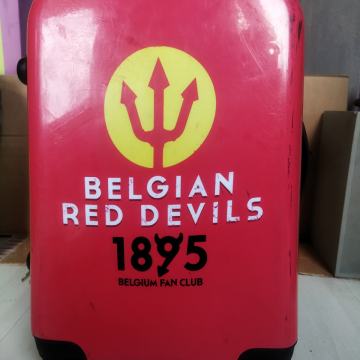 BELGIAN
RED DEVILS
1895
BELGIUM FAN CLUB